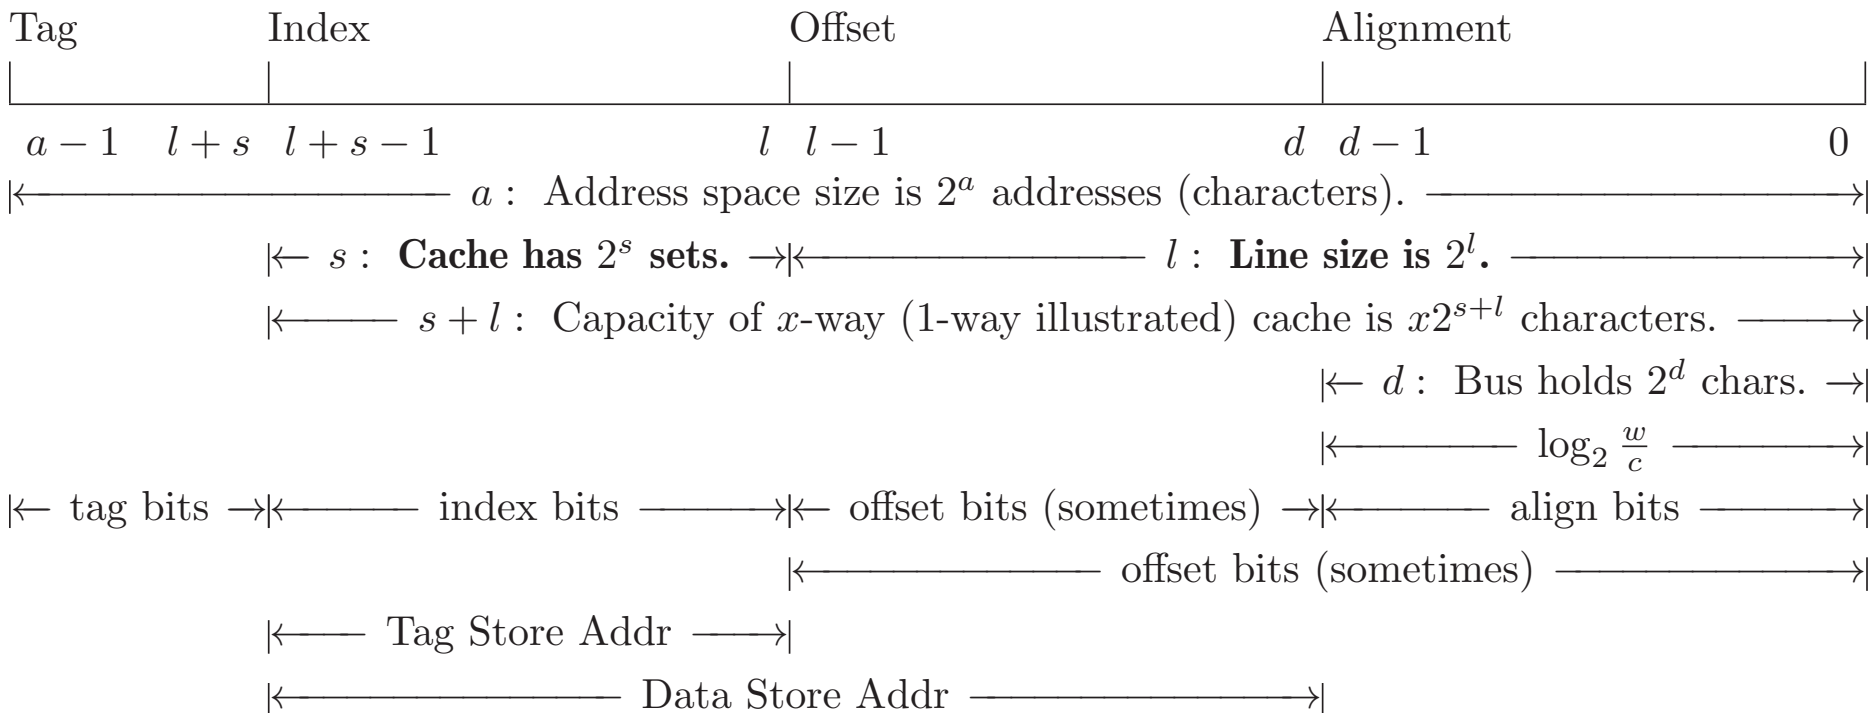 Tag Index Offset Alignment
a − 1 l + s l + s − 1 l l − 1 d d − 1 0
a : Address space size is 2^a addresses (characters).
s : Cache has 2^s sets. l : Line size is 2^l.
s + l : Capacity of x-way (1-way illustrated) cache is x2^{s+l} characters.
d : Bus holds 2^d chars.
log_2 w/c
tag bits index bits offset bits (sometimes) align bits
offset bits (sometimes)
Tag Store Addr
Data Store Addr